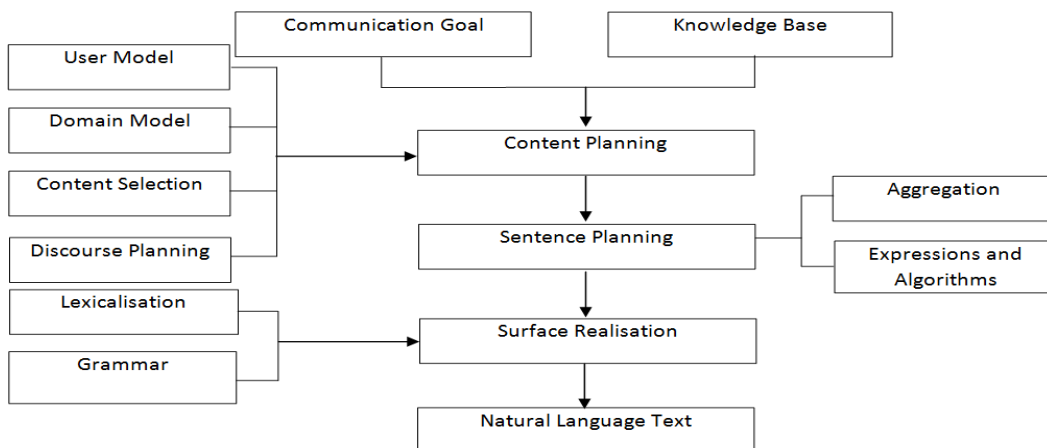 Communication Goal
Knowledge Base
User Model
Domain Model
Content Planning
Content Selection
Aggregation
Discourse Planning
Sentence Planning
Expressions and
Algorithms
Lexicalisation
Surface Realisation
Grammar
Natural Language Text